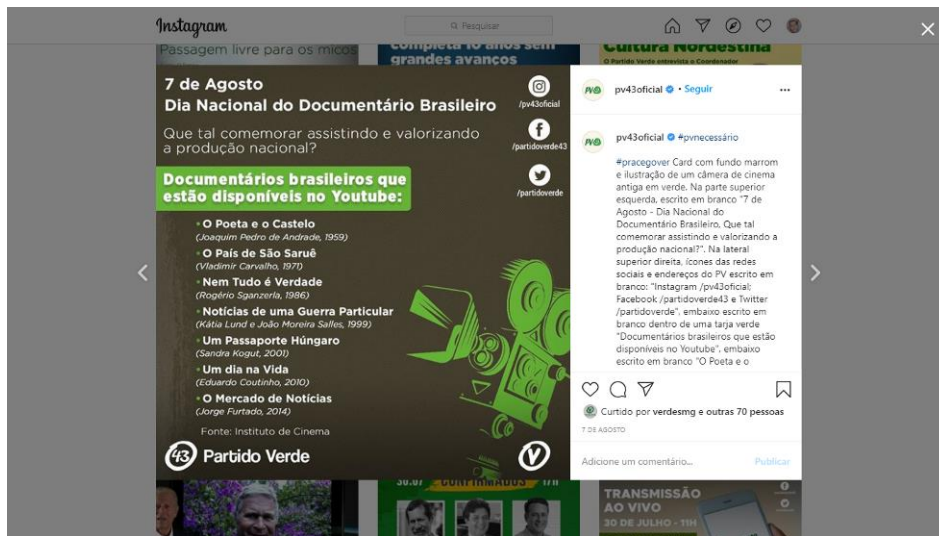 Instagram
Pesquisar
Passagem livre para os micos
completa 10 anos sem
grandes avanços
Cultura Nordestina
O Partido Verde entrevista o Coordenador
7 de Agosto
Dia Nacional do Documentário Brasileiro
Que tal comemorar assistindo e valorizando
a produção nacional?
/pv43oficial
/partidoverde43
/partidoverde
Documentários brasileiros que
estão disponíveis no Youtube:
• O Poeta e o Castelo
(Joaquim Pedro de Andrade, 1959)
• O País de São Saruê
(Vladimir Carvalho, 1971)
• Nem Tudo é Verdade
(Rogério Sganzerla, 1986)
• Notícias de uma Guerra Particular
(Kátia Lund e João Moreira Salles, 1999)
• Um Passaporte Húngaro
(Sandra Kogut, 2001)
• Um dia na Vida
(Eduardo Coutinho, 2010)
• O Mercado de Notícias
(Jorge Furtado, 2014)
Fonte: Instituto de Cinema
43 Partido Verde
V
pv43oficial • Seguir
pv43oficial #pvnecessário
#pracegover Card com fundo marrom
e ilustração de um câmera de cinema
antiga em verde. Na parte superior
esquerda, escrito em branco "7 de
Agosto - Dia Nacional do
Documentário Brasileiro, Que tal
comemorar assistindo e valorizando a
produção nacional?". Na lateral
superior direita, ícones das redes
sociais e endereços do PV escrito em
branco: "Instagram /pv43oficial;
Facebook /partidoverde43 e Twitter
/partidoverde", embaixo escrito em
branco dentro de uma tarja verde
"Documentários brasileiros que estão
disponíveis no Youtube", embaixo
escrito em branco "O Poeta e o
Curtido por verdesmg e outras 70 pessoas
7 DE AGOSTO
Adicione um comentário...
Publicar
30.07 CONFIRMADOS 17H
TRANSMISSÃO
AO VIVO
30 DE JULHO - 11H